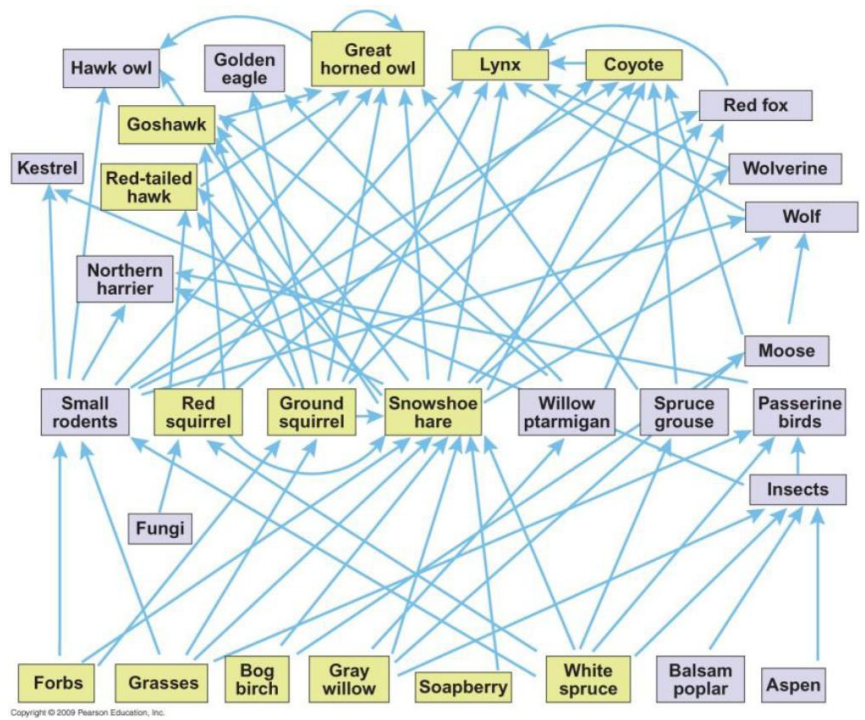 Hawk owl
Golden
eagle
Great
horned owl
Lynx
Coyote
Red fox
Goshawk
Kestrel
Red-tailed
hawk
Wolverine
Wolf
Northern
harrier
Moose
Small
rodents
Red
squirrel
Ground
squirrel
Snowshoe
hare
Willow
ptarmigan
Spruce
grouse
Passerine
birds
Insects
Fungi
Forbs
Grasses
Bog
birch
Gray
willow
Soapberry
White
spruce
Balsam
poplar
Aspen
Copyright © 2009 Pearson Education, Inc.